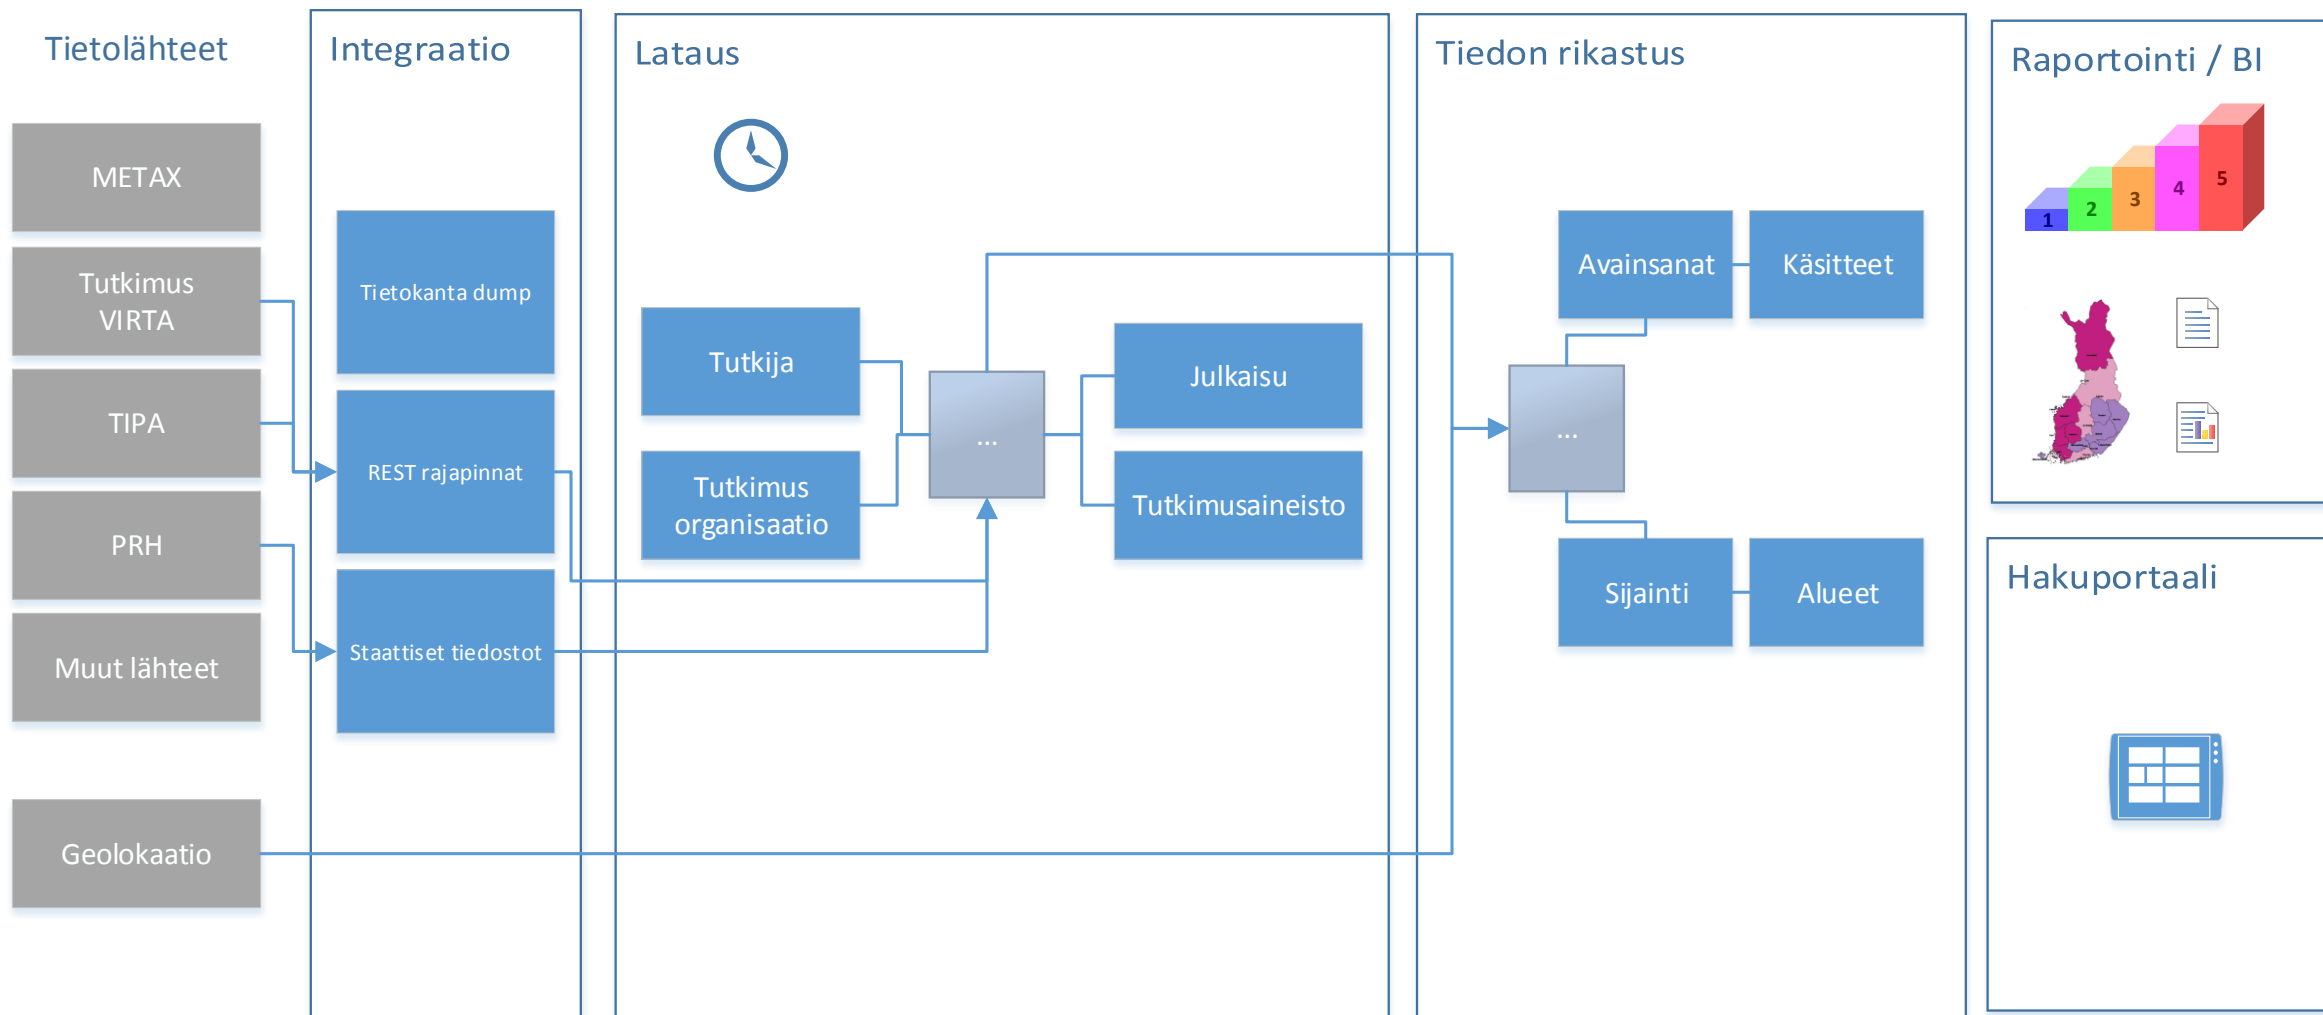 Tietolähteet
METAX
Tutkimus
VIRTA
TIPA
PRH
Muut lähteet
Geolokaatio
Integraatio
Tietokanta dump
REST rajapinnat
Staattiset tiedostot
Lataus
Tutkija
Tutkimus
organisaatio
...
Julkaisu
Tutkimusaineisto
Tiedon rikastus
Avainsanat
Käsitteet
...
Sijainti
Alueet
Raportointi / BI
1
2
3
4
5
Hakuportaali